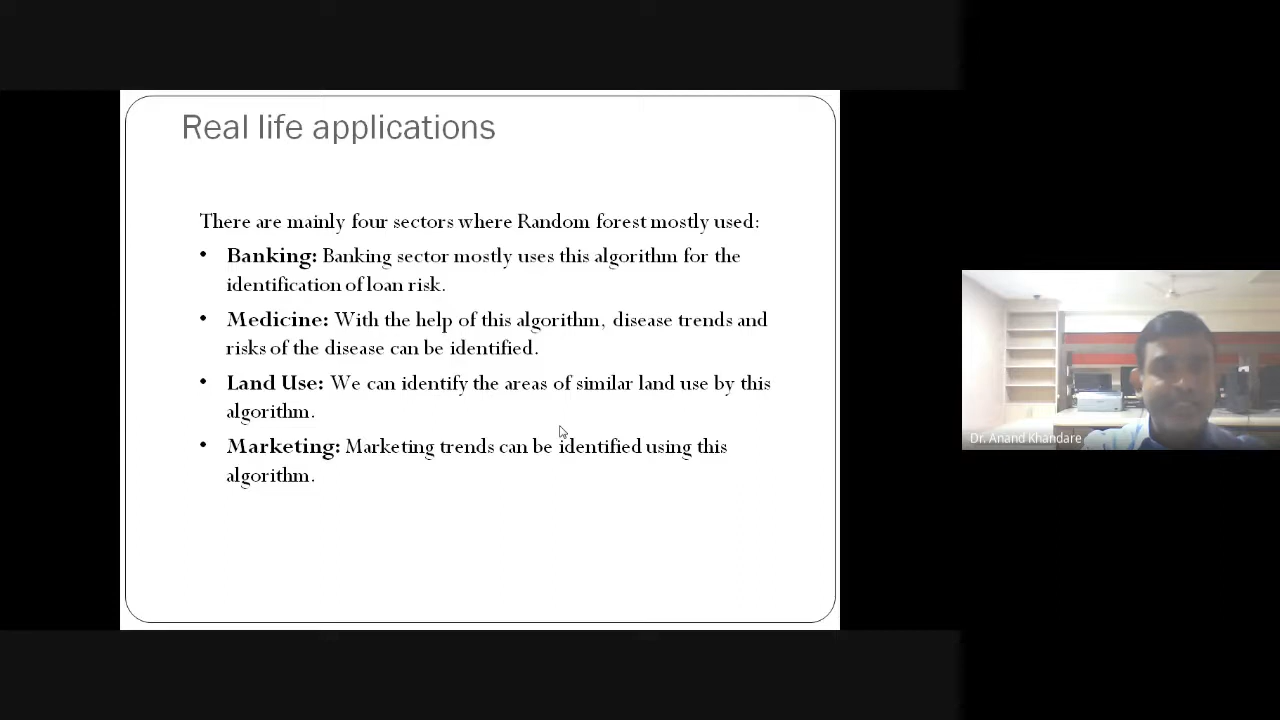 Real life applications
There are mainly four sectors where Random forest mostly used:
• Banking: Banking sector mostly uses this algorithm for the
identification of loan risk.
• Medicine: With the help of this algorithm, disease trends and
risks of the disease can be identified.
• Land Use: We can identify the areas of similar land use by this
algorithm.
• Marketing: Marketing trends can be identified using this
algorithm.
Dr. Anand Khandare